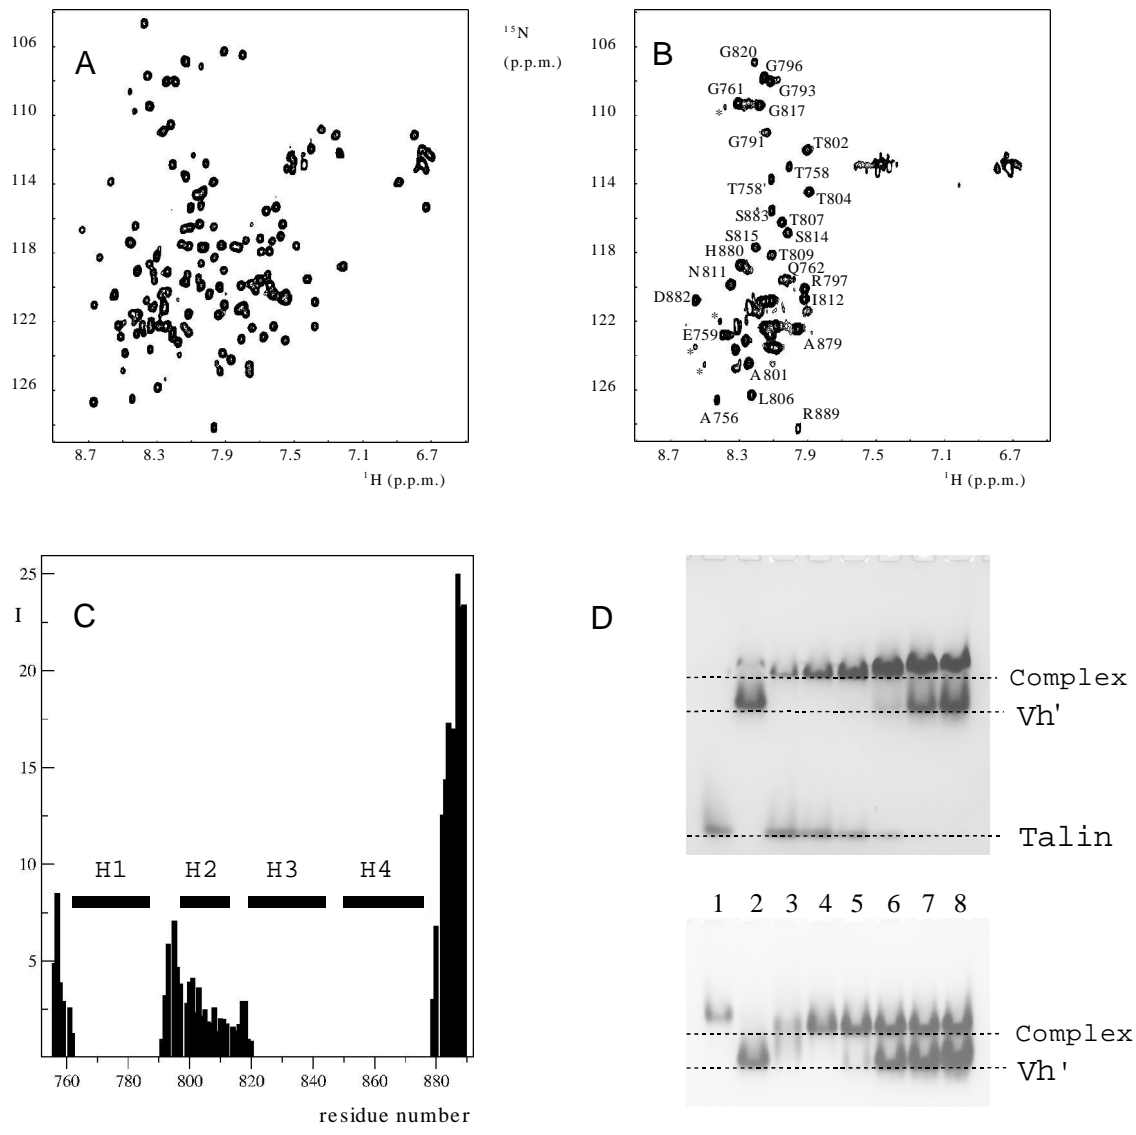 A
106
110
114
118
122
126
8.7 8.3 7.9 7.5 7.1 6.7
¹H (p.p.m.)
¹⁵N
(p.p.m.)
B
106
110
114
118
122
126
G820
G796
G761
G793
G817
*
G791
T802
T758
T758'
T804
S883
T807
S815
S814
H880
T809
Q762
N811
R797
D882
I812
*
E759
A879
*
*
A801
L806
A756
R889
8.7 8.3 7.9 7.5 7.1 6.7
¹H (p.p.m.)
C
I
25
20
15
10
5
H1 H2 H3 H4
760 780 800 820 840 860 880
residue number
D
Complex
Vh'
Talin
1 2 3 4 5 6 7 8
Complex
Vh'